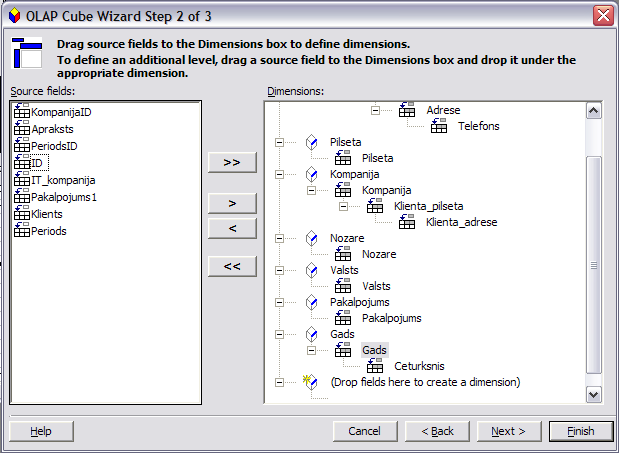 OLAP Cube Wizard Step 2 of 3
Drag source fields to the Dimensions box to define dimensions.
To define an additional level, drag a source field to the Dimensions box and drop it under the
appropriate dimension.
Source fields:
KompanijaID
Apraksts
PeriodsID
ID
IT_kompanija
Pakalpojums1
Klients
Periods
>>
>
<
<<
Dimensions:
Adrese
Telefons
Pilseta
Pilseta
Kompanija
Kompanija
Klienta_pilseta
Klienta_adrese
Nozare
Nozare
Valsts
Valsts
Pakalpojums
Pakalpojums
Gads
Gads
Ceturksnis
(Drop fields here to create a dimension)
Help
Cancel
< Back
Next >
Finish